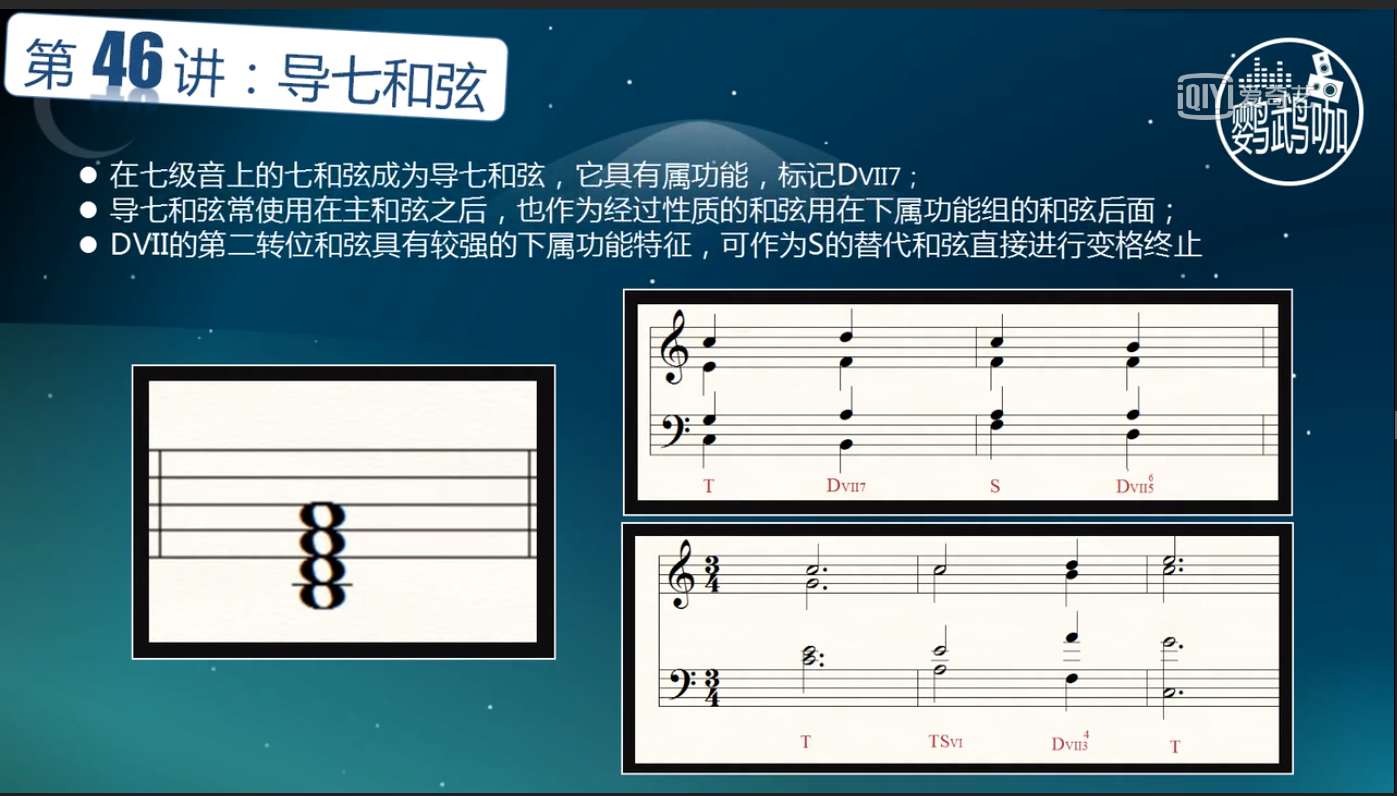 第46讲：导七和弦
iQIYI 爱奇艺
鹦鹉咖
在七级音上的七和弦成为导七和弦，它具有属功能，标记DVII7；
导七和弦常使用在主和弦之后，也作为经过性质的和弦用在下属功能组的和弦后面；
DVII的第二转位和弦具有较强的下属功能特征，可作为S的替代和弦直接进行变格终止
T DVII7 S DVII65
3 4
3 4
T TSVI DVII43 T